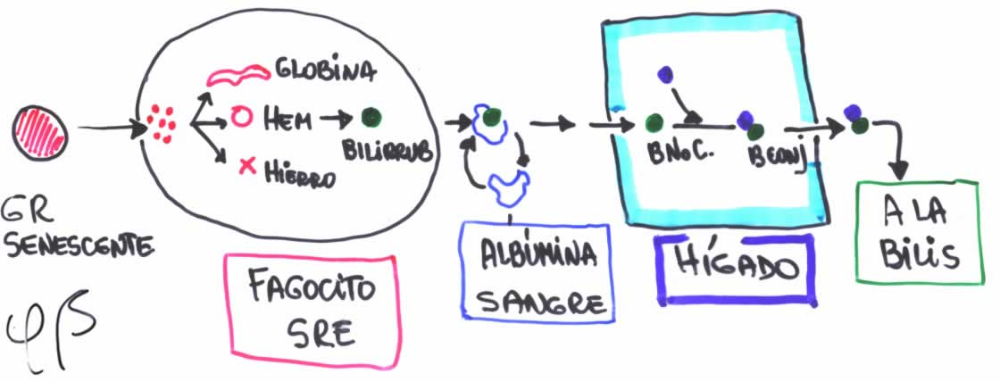 GLOBINA
HEM
BILIRRUB
HIERRO
GR
SENESCENTE
FAGOCITO
SRE
ALBÚMINA
SANGRE
BNoC.
BCONJ
HÍGADO
A LA
BILIS